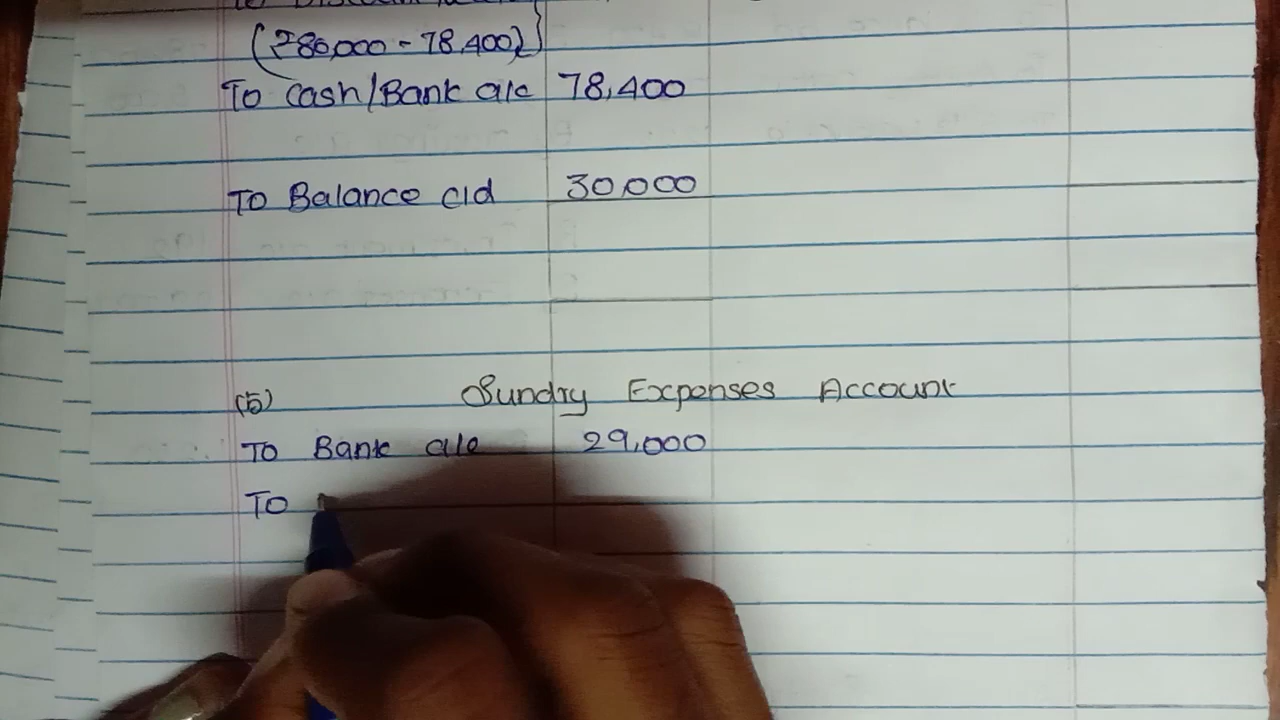 (₹80,000 - 78,400)
To Cash/Bank a/c 78,400
To Balance c/d 30,000
(5) Sundry Expenses Account
To Bank a/c 29,000
To